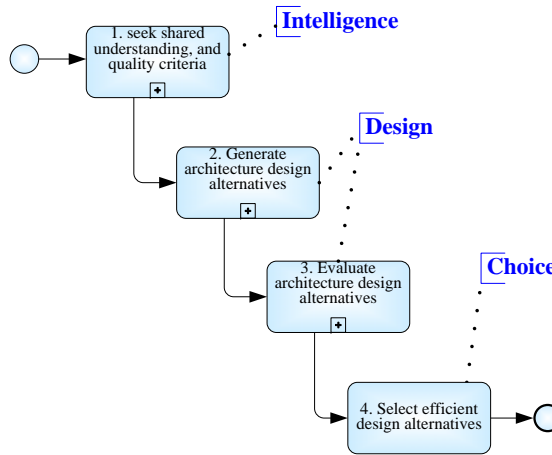 Intelligence
1. seek shared
understanding, and
quality criteria
Design
2. Generate
architecture design
alternatives
3. Evaluate
architecture design
alternatives
Choice
4. Select efficient
design alternatives